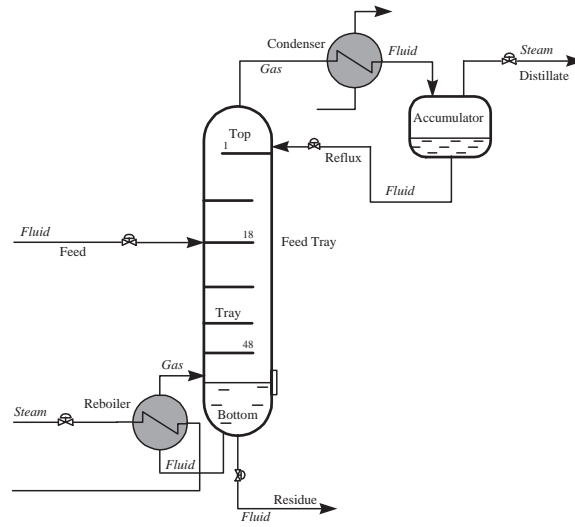 Condenser
Fluid
Steam
Gas
Distillate
Accumulator
Top
1
Reflux
Fluid
Fluid
18
Feed
Feed Tray
Tray
48
Gas
Reboiler
Steam
Bottom
Fluid
Residue
Fluid